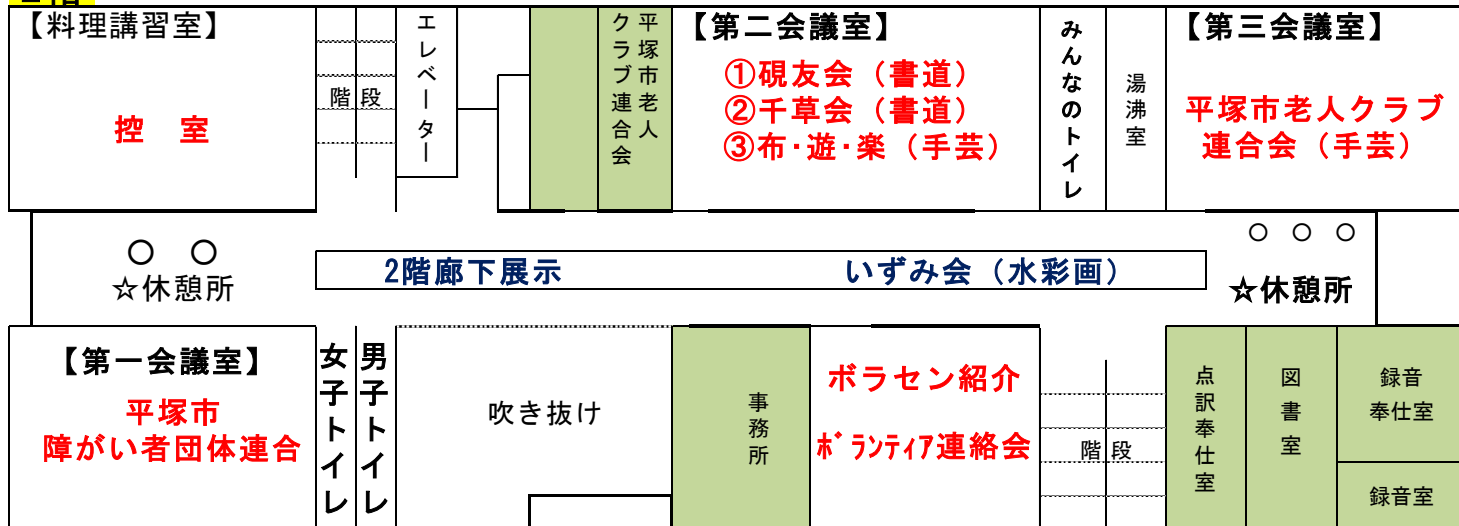 【料理講習室】
控　室
階段
エレベーター
平塚市老人
クラブ連合会
【第二会議室】
①硯友会（書道）
②千草会（書道）
③布・遊・楽（手芸）
みんなのトイレ
湯沸室
【第三会議室】
平塚市老人クラブ
連合会（手芸）
○　○
☆休憩所
2階廊下展示　いずみ会（水彩画）
○　○　○
☆休憩所
【第一会議室】
平塚市
障がい者団体連合
女子トイレ
男子トイレ
吹き抜け
事務所
ボラセン紹介
ボランティア連絡会
階段
点訳奉仕室
図書室
録音
奉仕室
録音室